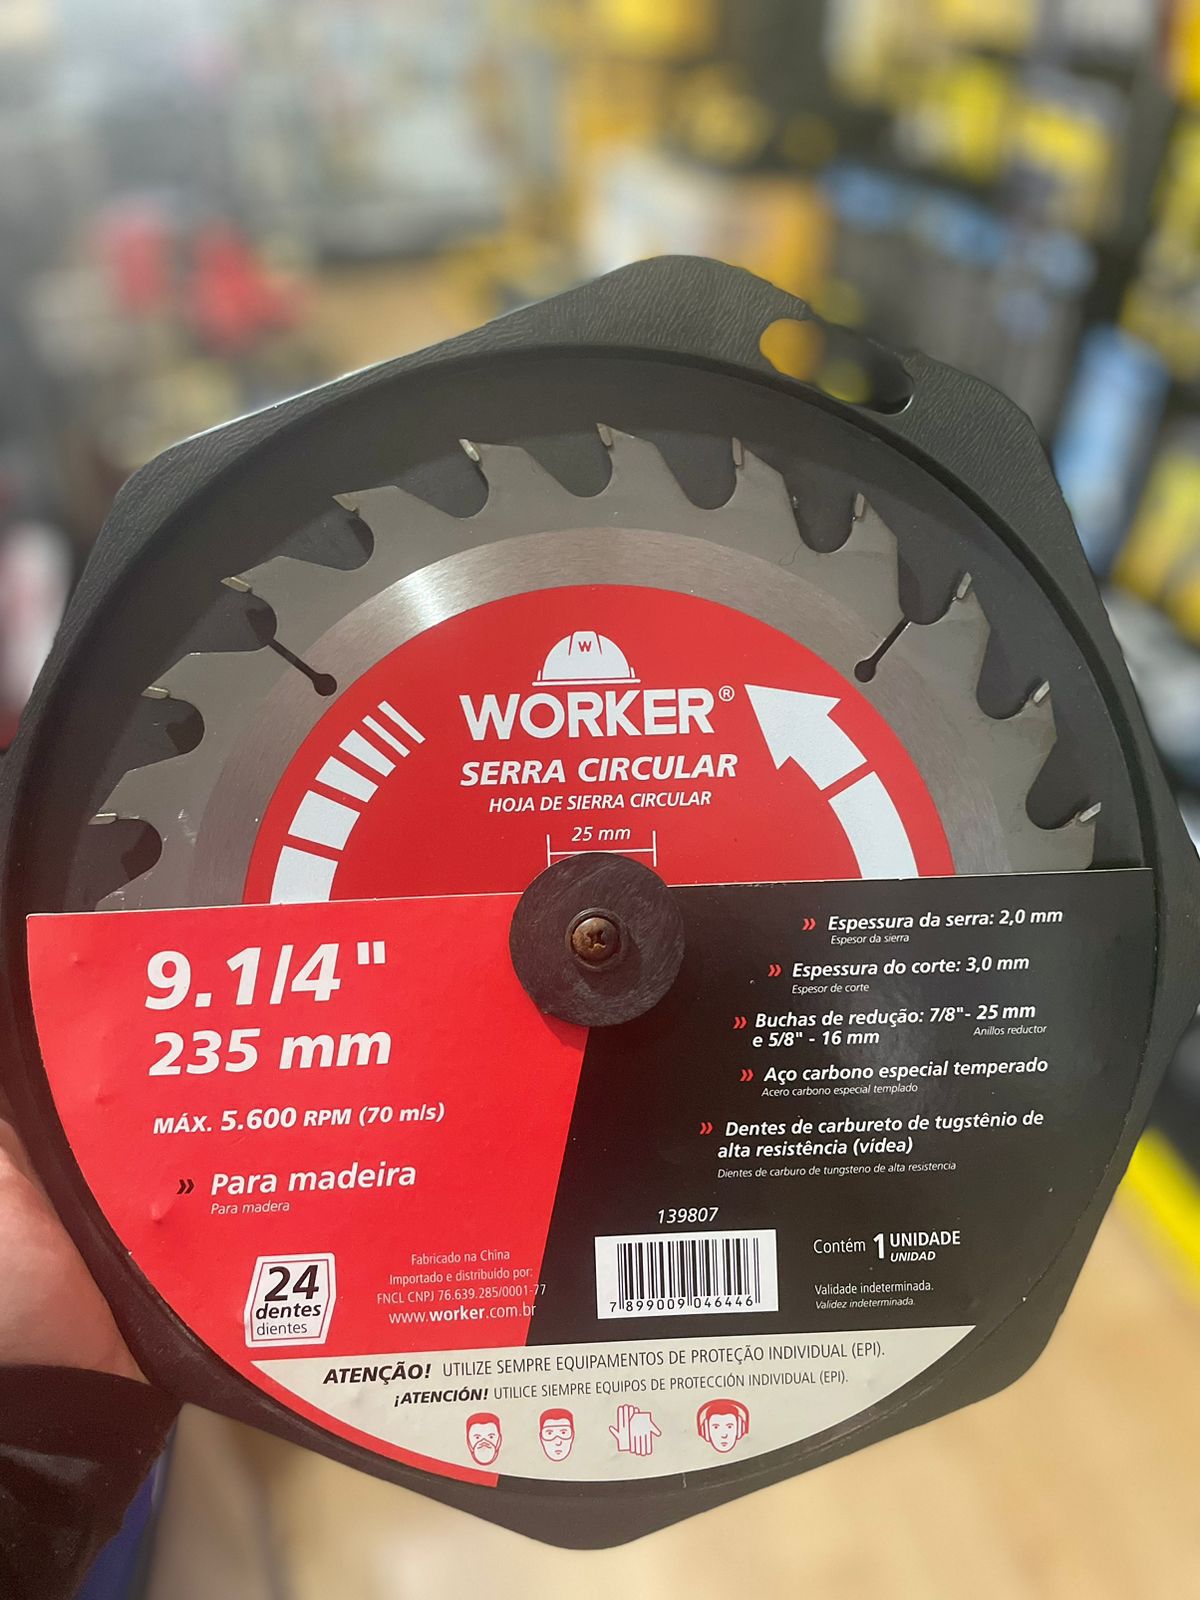 W
WORKER®
SERRA CIRCULAR
HOJA DE SIERRA CIRCULAR
25 mm
9.1/4"
235 mm
MÁX. 5.600 RPM (70 m/s)
» Para madeira
Para madera
24
dentes
dientes
Fabricado na China
Importado e distribuído por:
FNCL CNPJ 76.639.285/0001-77
www.worker.com.br
» Espessura da serra: 2,0 mm
Espesor da sierra
» Espessura do corte: 3,0 mm
Espesor de corte
» Buchas de redução: 7/8"- 25 mm
e 5/8" - 16 mm
Anillos reductor
» Aço carbono especial temperado
Acero carbono especial templado
» Dentes de carbureto de tugstênio de
alta resistência (vídea)
Dientes de carburo de tungsteno de alta resistencia
139807
7 899009 046446
Contém 1 UNIDADE
UNIDAD
Validade indeterminada.
Validez indeterminada.
ATENÇÃO! UTILIZE SEMPRE EQUIPAMENTOS DE PROTEÇÃO INDIVIDUAL (EPI).
¡ATENCIÓN! UTILICE SIEMPRE EQUIPOS DE PROTECCIÓN INDIVIDUAL (EPI).